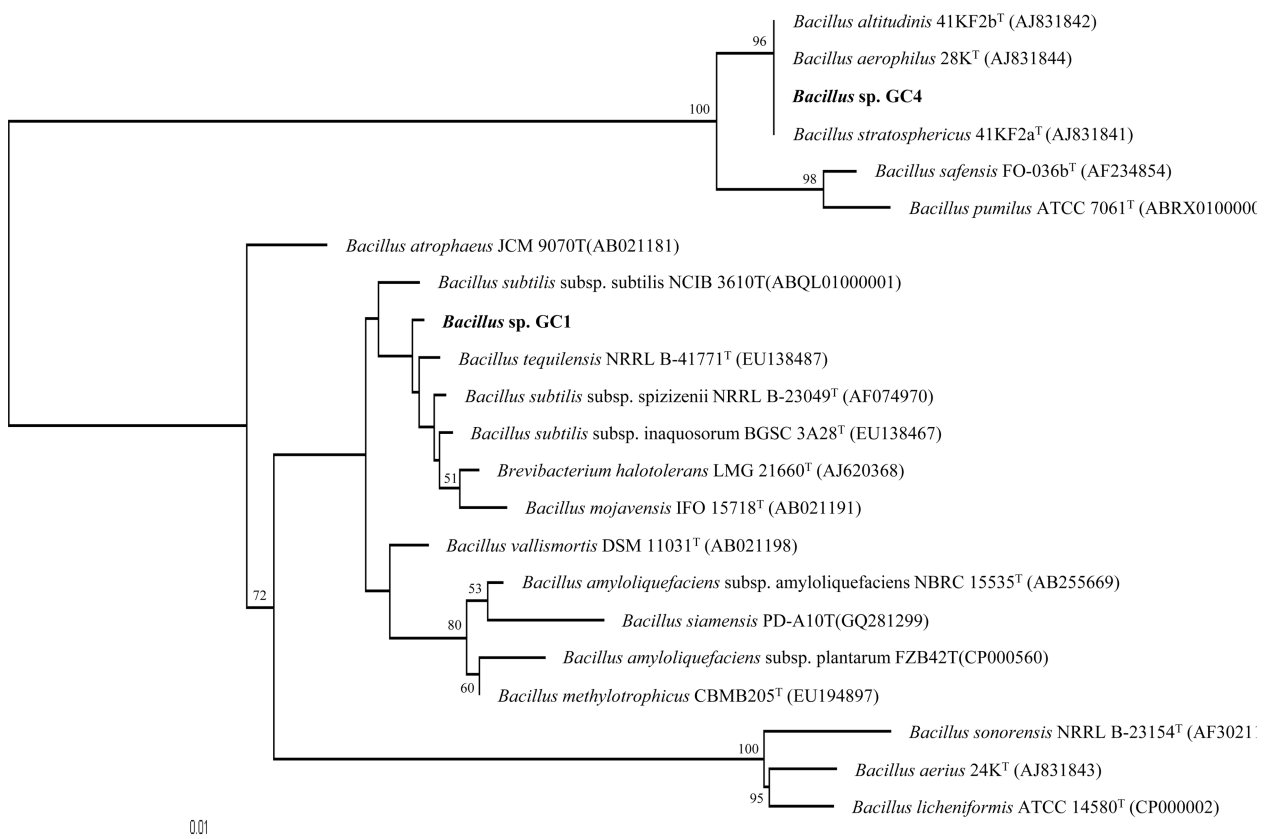 Bacillus altitudinis 41KF2bT (AJ831842)
96
Bacillus aerophilus 28KT (AJ831844)
Bacillus sp. GC4
100
Bacillus stratosphericus 41KF2aT (AJ831841)
Bacillus safensis FO-036bT (AF234854)
98
Bacillus pumilus ATCC 7061T (ABRX0100000
Bacillus atrophaeus JCM 9070T(AB021181)
Bacillus subtilis subsp. subtilis NCIB 3610T(ABQL01000001)
Bacillus sp. GC1
Bacillus tequilensis NRRL B-41771T (EU138487)
Bacillus subtilis subsp. spizizenii NRRL B-23049T (AF074970)
Bacillus subtilis subsp. inaquosorum BGSC 3A28T (EU138467)
Brevibacterium halotolerans LMG 21660T (AJ620368)
51
Bacillus mojavensis IFO 15718T (AB021191)
Bacillus vallismortis DSM 11031T (AB021198)
Bacillus amyloliquefaciens subsp. amyloliquefaciens NBRC 15535T (AB255669)
53
72
Bacillus siamensis PD-A10T(GQ281299)
80
Bacillus amyloliquefaciens subsp. plantarum FZB42T(CP000560)
60
Bacillus methylotrophicus CBMB205T (EU194897)
Bacillus sonorensis NRRL B-23154T (AF30211
100
Bacillus aerius 24KT (AJ831843)
95
Bacillus licheniformis ATCC 14580T (CP000002)
0.01